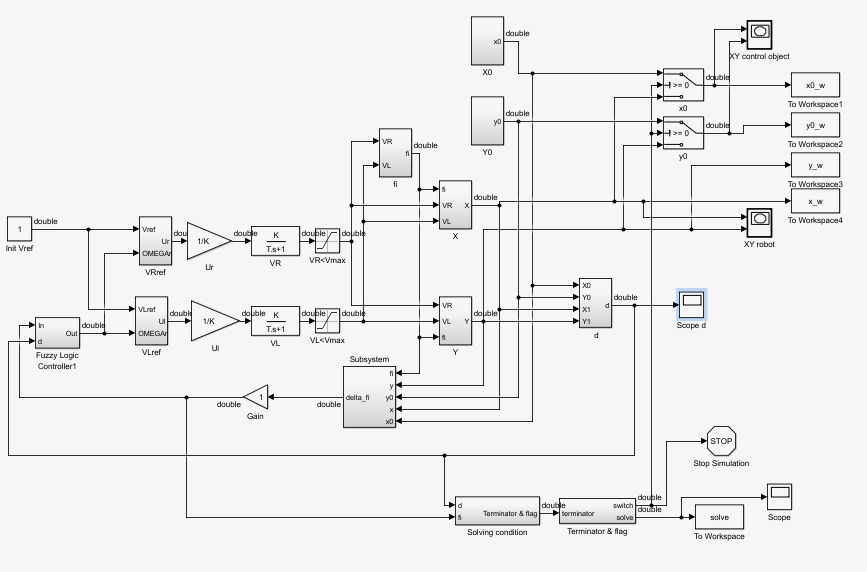 x0
double
X0
XY control object
y0
double
Y0
>= 0
double
x0
x0_w
To Workspace1
>= 0
double
y0
y0_w
To Workspace2
y_w
To Workspace3
x_w
To Workspace4
XY robot
VR
VL
fi
double
fi
fi
VR
VL
X
double
X
1
double
Init Vref
Vref
Ur
OMEGAr
VRref
double
1/K
Ur
double
K
T.s+1
VR
double
VR<Vmax
double
VLref
Ul
OMEGAr
VLref
double
1/K
Ul
double
K
T.s+1
VL
double
VL<Vmax
double
VR
VL
fi
Y
double
Y
X0
Y0
X1
Y1
d
double
d
Scope d
In
d
Out
double
Fuzzy Logic
Controller1
Subsystem
fi
y
y0
x
x0
delta_fi
double
1
Gain
double
STOP
Stop Simulation
d
fi
Terminator & flag
Solving condition
double
terminator
switch
solve
Terminator & flag
double
double
solve
To Workspace
Scope